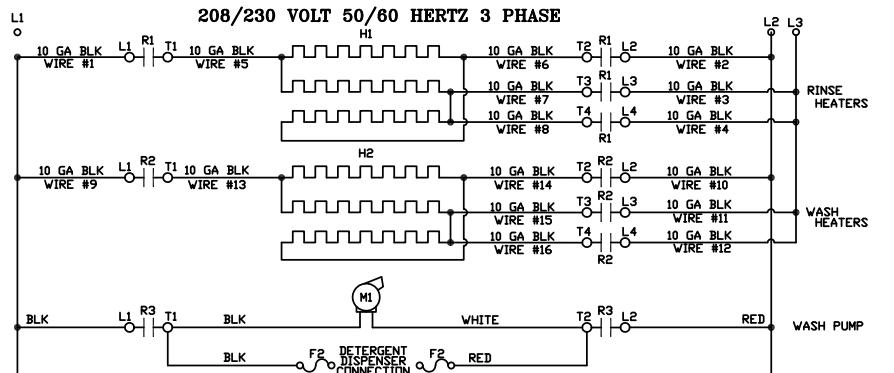 208/230 VOLT 50/60 HERTZ 3 PHASE
L1 L2 L3
H1
10 GA BLK L1 R1 T1 10 GA BLK 10 GA BLK T2 R1 L2 10 GA BLK
WIRE #1 WIRE #5 WIRE #6 WIRE #2
10 GA BLK T3 R1 L3 10 GA BLK RINSE
WIRE #7 WIRE #3 HEATERS
10 GA BLK T4 L4 10 GA BLK
WIRE #8 R1 WIRE #4
H2
10 GA BLK L1 R2 T1 10 GA BLK 10 GA BLK T2 R2 L2 10 GA BLK
WIRE #9 WIRE #13 WIRE #14 WIRE #10
10 GA BLK T3 R2 L3 10 GA BLK WASH
WIRE #15 WIRE #11 HEATERS
10 GA BLK T4 L4 10 GA BLK
WIRE #16 R2 WIRE #12
M1
BLK L1 R3 T1 BLK WHITE T2 R3 L2 RED WASH PUMP
BLK F2 DETERGENT F2 RED
DISPENSER
CONNECTION